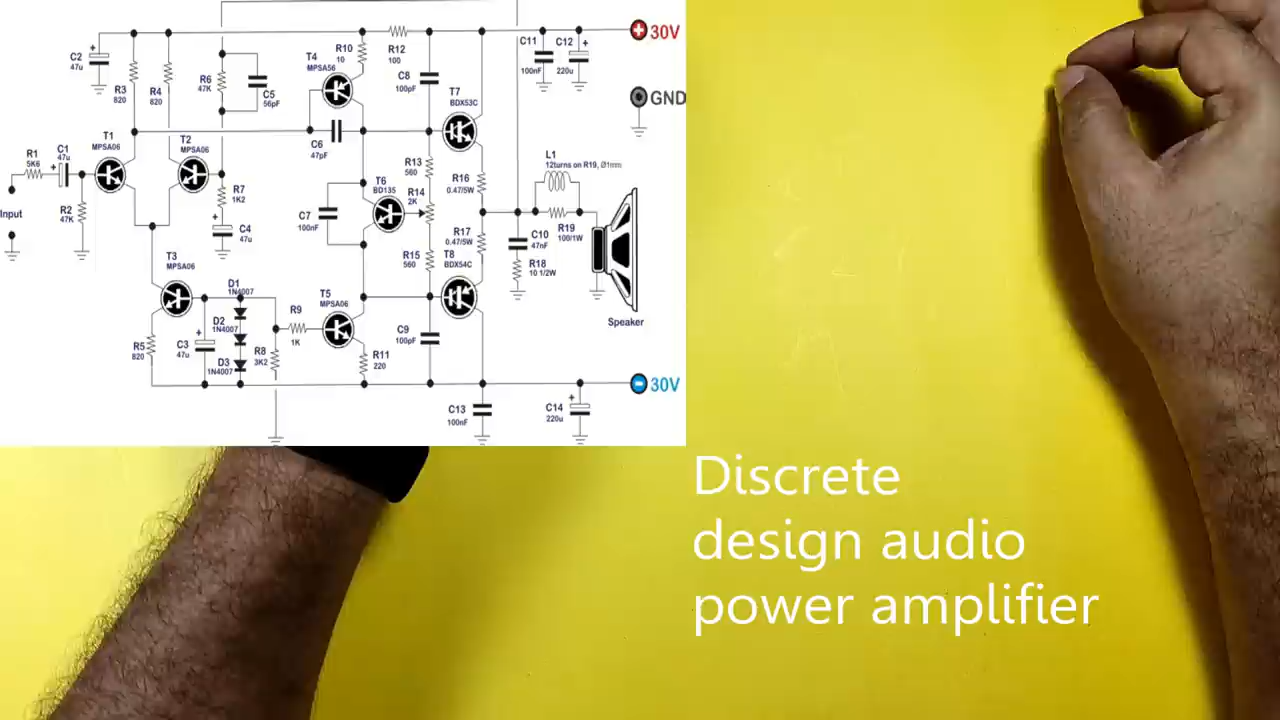 C2
47u
R3
820
R4
820
R6
47K
C5
56pF
T4
MPSA56
R10
10
R12
100
C8
100pF
C11
100nF
C12
220u
30V
GND
T7
BDX53C
C6
47pF
R1
5K6
C1
47u
T1
MPSA06
T2
MPSA06
R2
47K
Input
R7
1K2
C4
47u
R13
560
T6
BD135
R14
2K
C7
100nF
R15
560
R16
0.47/5W
R17
0.47/5W
T8
BDX54C
L1
12turns on R19, Ø1mm
R19
100/1W
C10
47nF
R18
10 1/2W
Speaker
T3
MPSA06
D1
1N4007
D2
1N4007
D3
1N4007
R5
820
C3
47u
R8
3K2
R9
1K
T5
MPSA06
R11
220
C9
100pF
30V
C13
100nF
C14
220u
Discrete
design audio
power amplifier